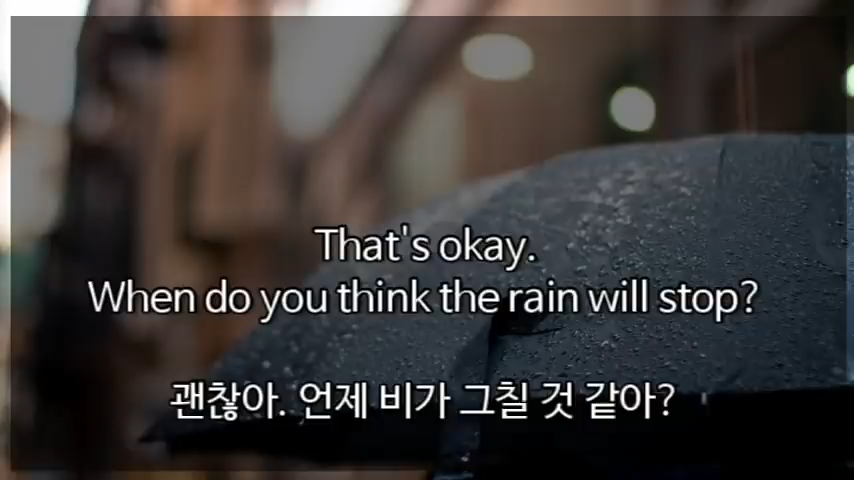 That's okay.
When do you think the rain will stop?
괜찮아. 언제 비가 그칠 것 같아?